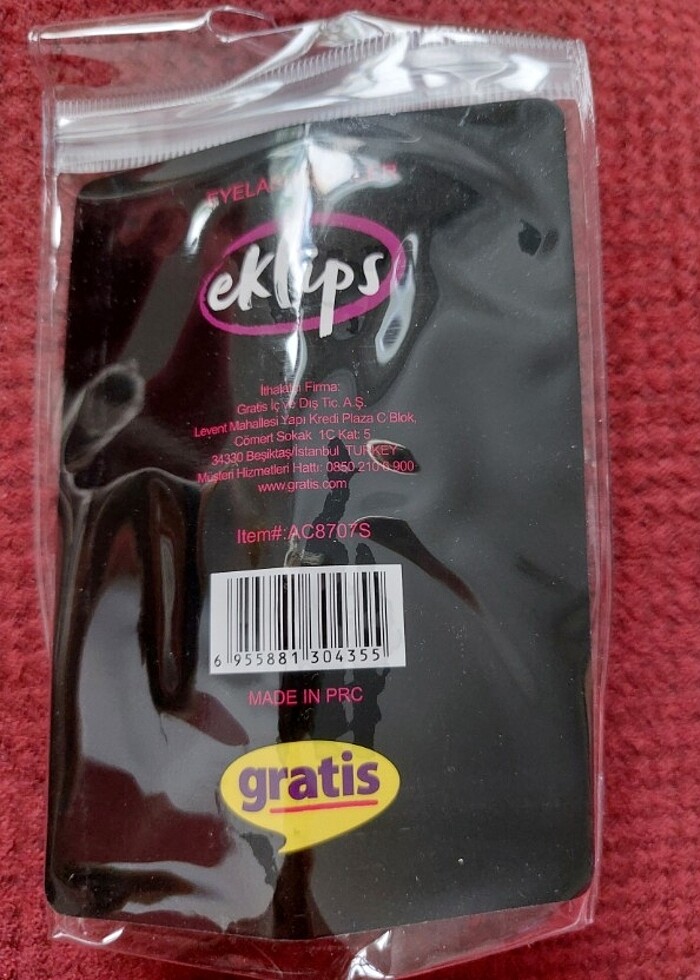 eklips
İthalatçı Firma:
Gratis İç ve Dış Tic. A.Ş.
Levent Mahallesi Yapı Kredi Plaza C Blok,
Cömert Sokak 1C Kat: 5
34330 Beşiktaş/İstanbul TURKEY
Müşteri Hizmetleri Hattı: 0850 210 0 900
www.gratis.com
Item#:AC8707S
6 955881 304355
MADE IN PRC
gratis